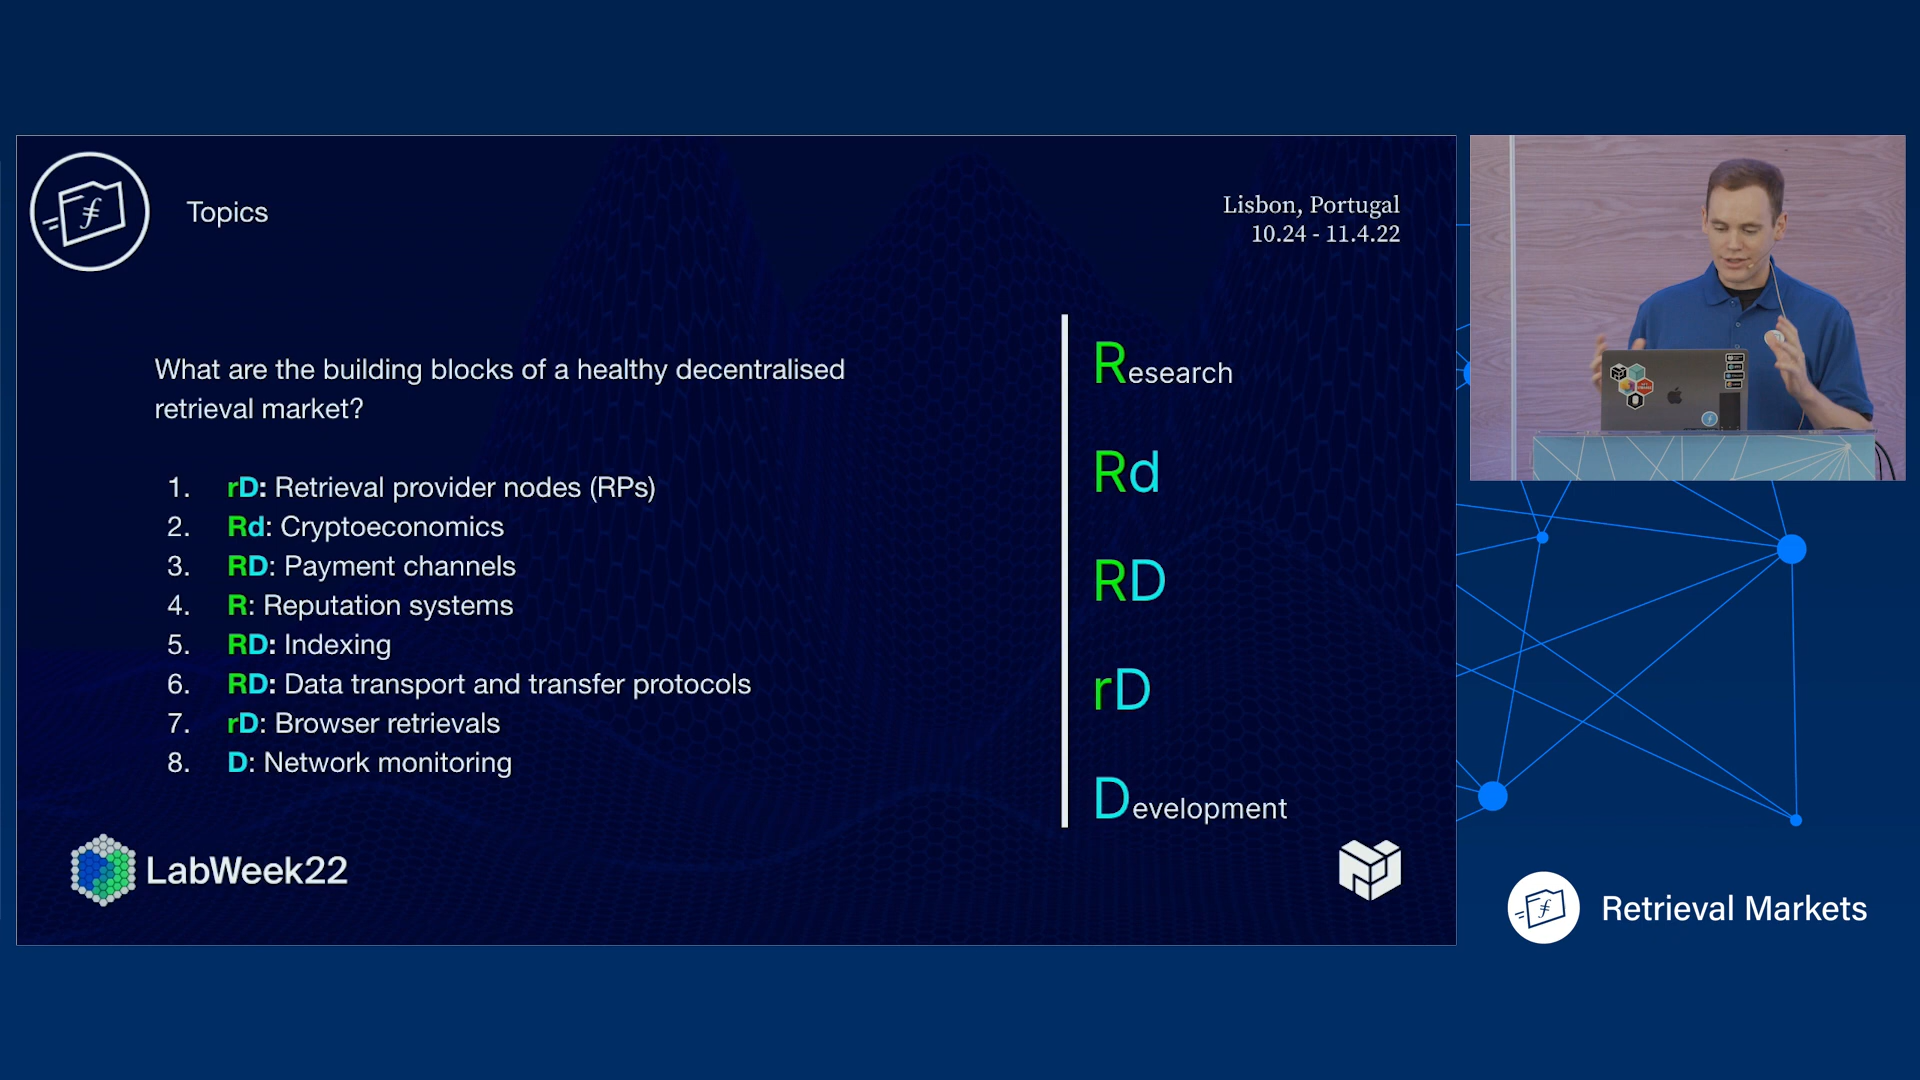 Topics
Lisbon, Portugal
10.24 - 11.4.22
What are the building blocks of a healthy decentralised
retrieval market?
1. rD: Retrieval provider nodes (RPs)
2. Rd: Cryptoeconomics
3. RD: Payment channels
4. R: Reputation systems
5. RD: Indexing
6. RD: Data transport and transfer protocols
7. rD: Browser retrievals
8. D: Network monitoring
Research
Rd
RD
rD
Development
LabWeek22
Retrieval Markets